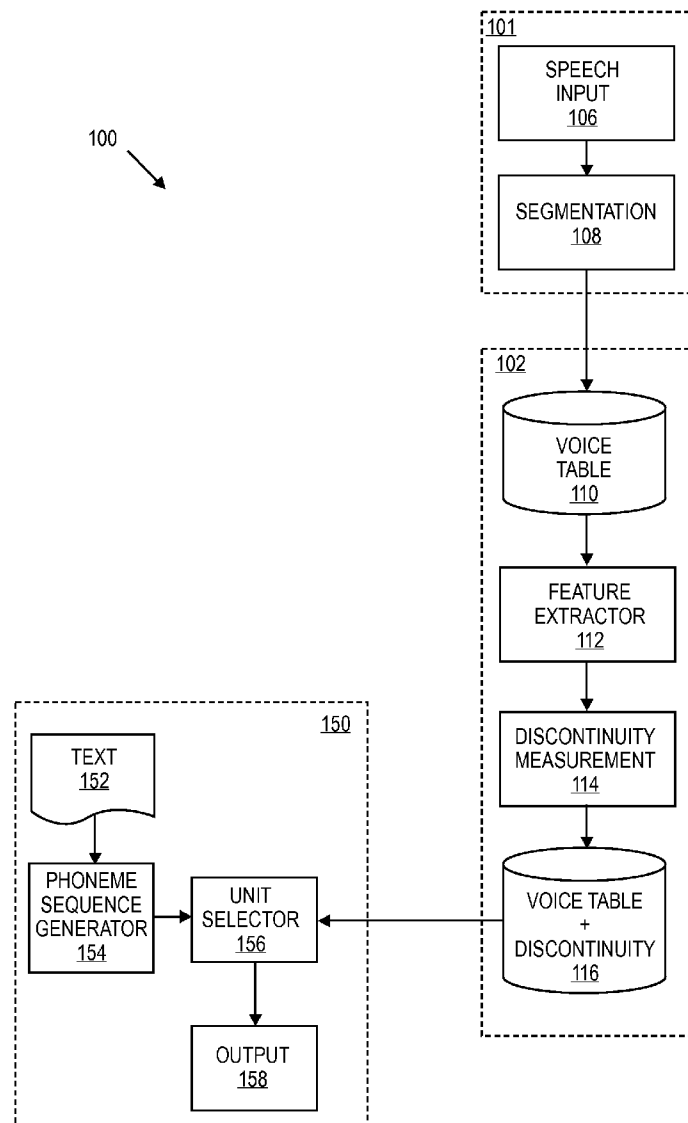 100
101
SPEECH
INPUT
106
SEGMENTATION
108
102
VOICE
TABLE
110
FEATURE
EXTRACTOR
112
DISCONTINUITY
MEASUREMENT
114
VOICE TABLE
+
DISCONTINUITY
116
150
TEXT
152
PHONEME
SEQUENCE
GENERATOR
154
UNIT
SELECTOR
156
OUTPUT
158